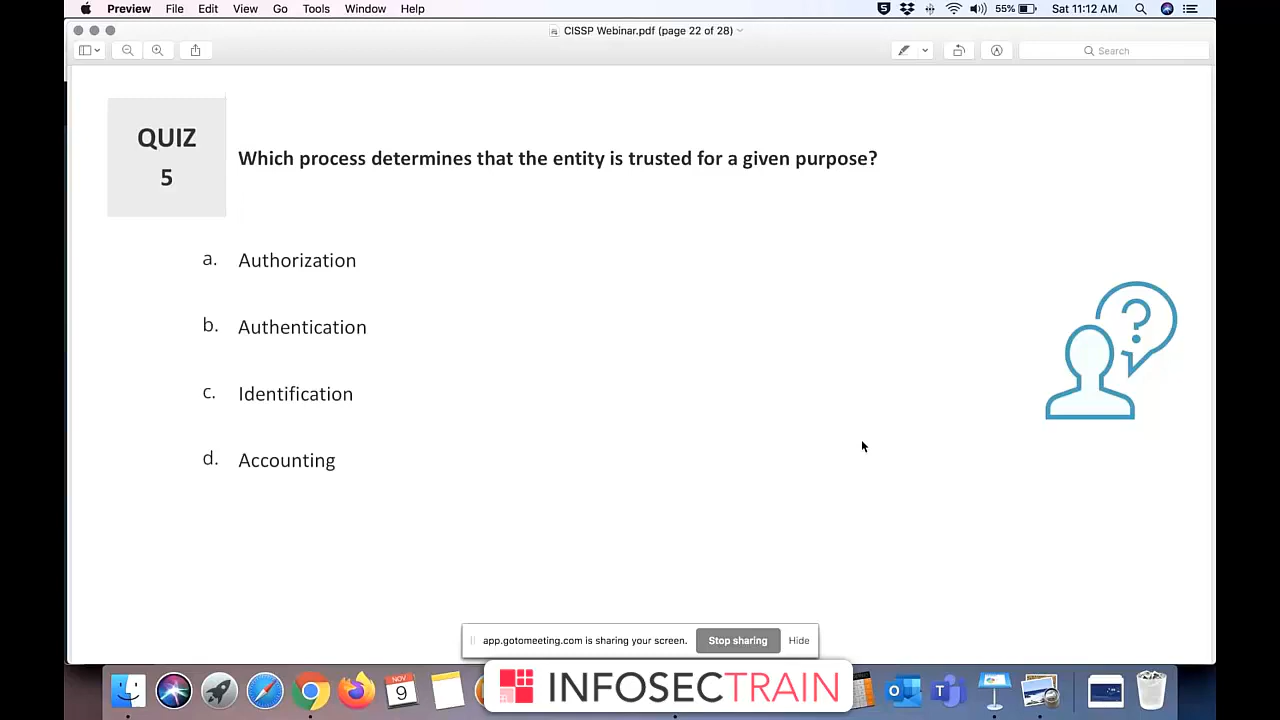 Preview File Edit View Go Tools Window Help 55% Sat 11:12 AM
CISSP Webinar.pdf (page 22 of 28)
Search
QUIZ
5
Which process determines that the entity is trusted for a given purpose?
a. Authorization
b. Authentication
c. Identification
d. Accounting
app.gotomeeting.com is sharing your screen. Stop sharing Hide
NOV
9
INFOSECTRAIN